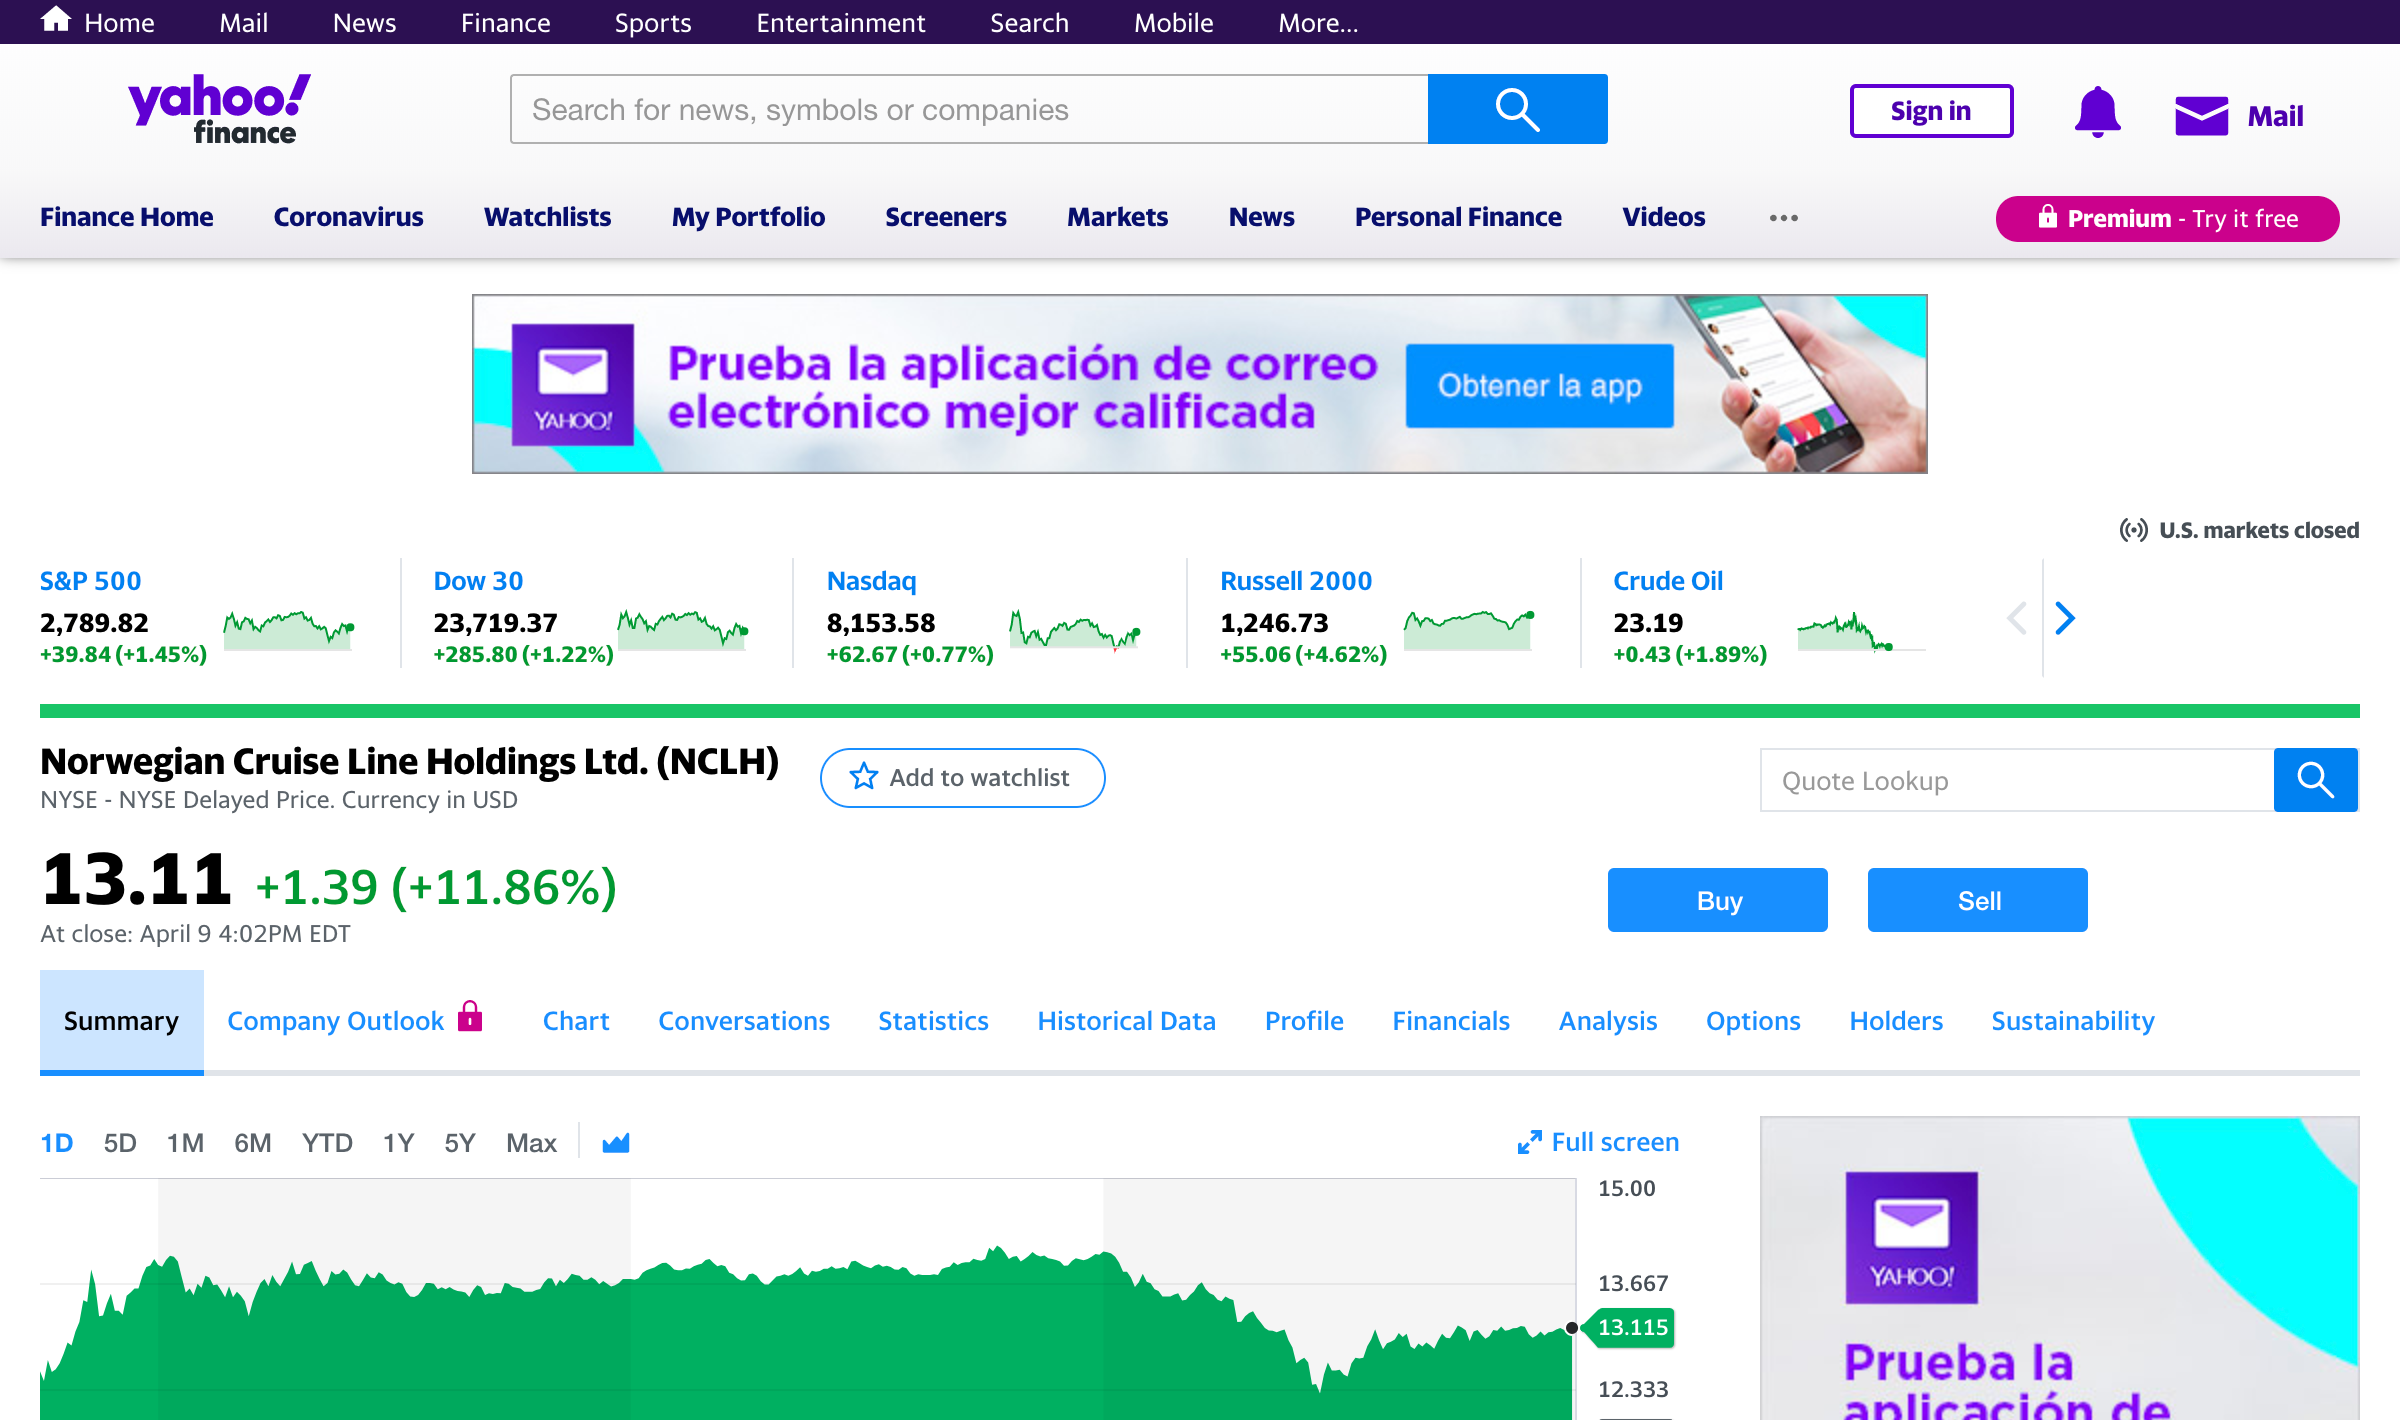 Home Mail News Finance Sports Entertainment Search Mobile More...
yahoo!
finance
Search for news, symbols or companies
Sign in
Mail
Finance Home Coronavirus Watchlists My Portfolio Screeners Markets News Personal Finance Videos
Premium - Try it free
YAHOO!
Prueba la aplicación de correo
electrónico mejor calificada
Obtener la app
U.S. markets closed
S&P 500
2,789.82
+39.84 (+1.45%)
Dow 30
23,719.37
+285.80 (+1.22%)
Nasdaq
8,153.58
+62.67 (+0.77%)
Russell 2000
1,246.73
+55.06 (+4.62%)
Crude Oil
23.19
+0.43 (+1.89%)
Norwegian Cruise Line Holdings Ltd. (NCLH)
NYSE - NYSE Delayed Price. Currency in USD
Add to watchlist
Quote Lookup
13.11 +1.39 (+11.86%)
At close: April 9 4:02PM EDT
Buy
Sell
Summary Company Outlook Chart Conversations Statistics Historical Data Profile Financials Analysis Options Holders Sustainability
1D 5D 1M 6M YTD 1Y 5Y Max
Full screen
15.00
13.667
13.115
12.333
YAHOO!
Prueba la
aplicación de